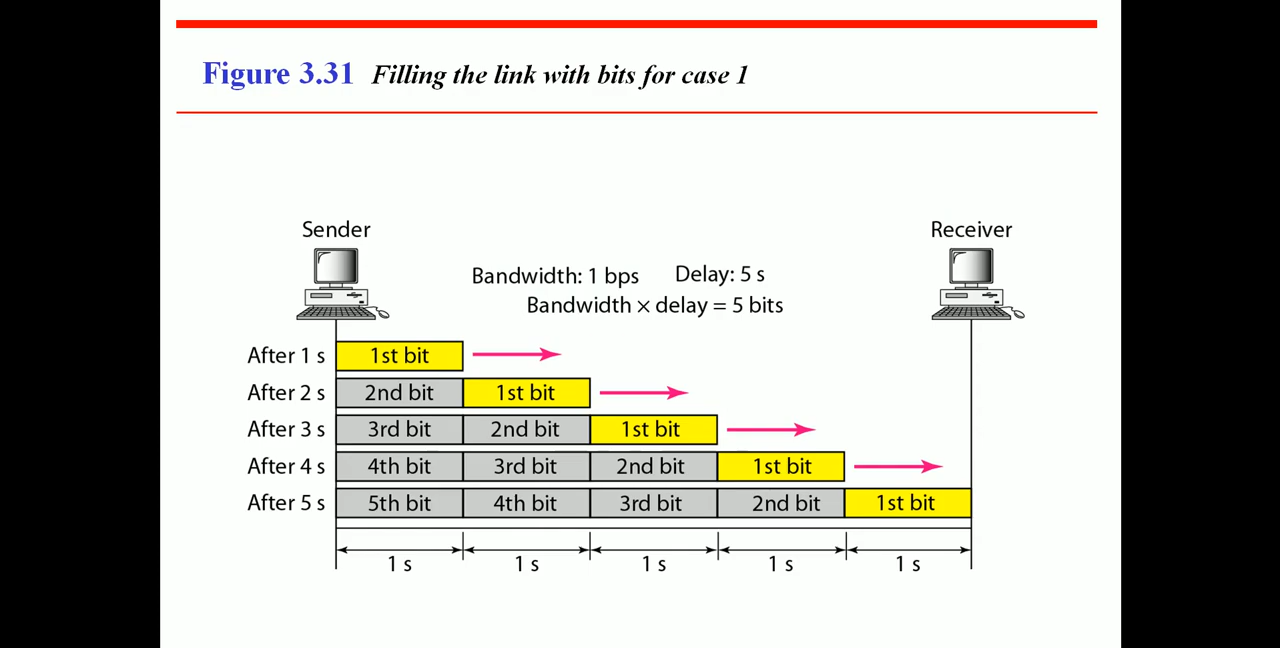 Figure 3.31 Filling the link with bits for case 1
Sender
Receiver
Bandwidth: 1 bps Delay: 5 s
Bandwidth × delay = 5 bits
After 1 s 1st bit
After 2 s 2nd bit 1st bit
After 3 s 3rd bit 2nd bit 1st bit
After 4 s 4th bit 3rd bit 2nd bit 1st bit
After 5 s 5th bit 4th bit 3rd bit 2nd bit 1st bit
1 s 1 s 1 s 1 s 1 s